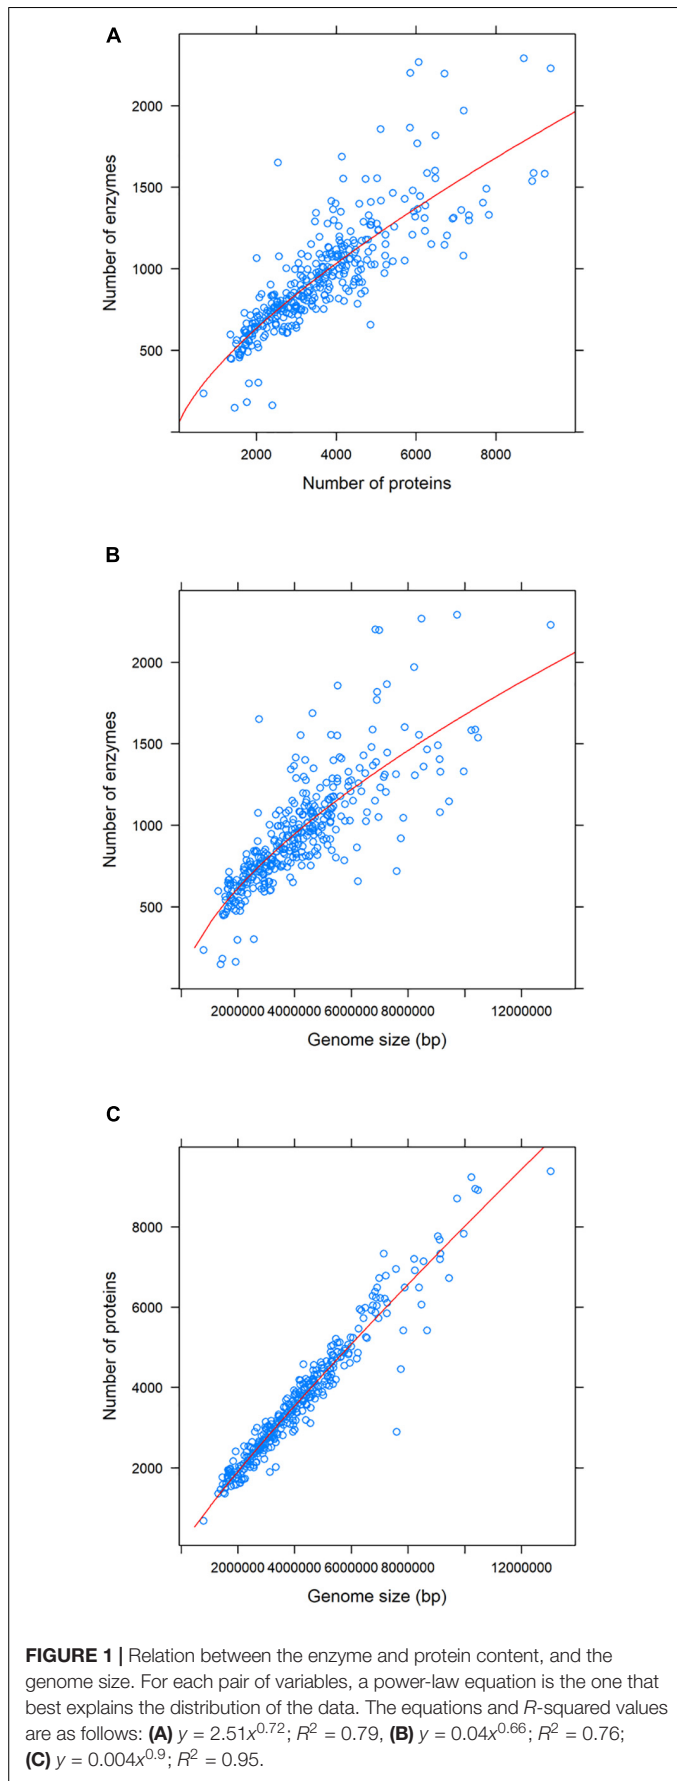 A
2000
1500
1000
500
Number of enzymes
2000 4000 6000 8000
Number of proteins
B
2000
1500
1000
500
Number of enzymes
2000000 4000000 6000000 8000000 12000000
Genome size (bp)
C
8000
6000
4000
2000
Number of proteins
2000000 4000000 6000000 8000000 12000000
Genome size (bp)
FIGURE 1 | Relation between the enzyme and protein content, and the
genome size. For each pair of variables, a power-law equation is the one that
best explains the distribution of the data. The equations and R-squared values
are as follows: (A) y = 2.51x^0.72; R² = 0.79, (B) y = 0.04x^0.66; R² = 0.76;
(C) y = 0.004x^0.9; R² = 0.95.